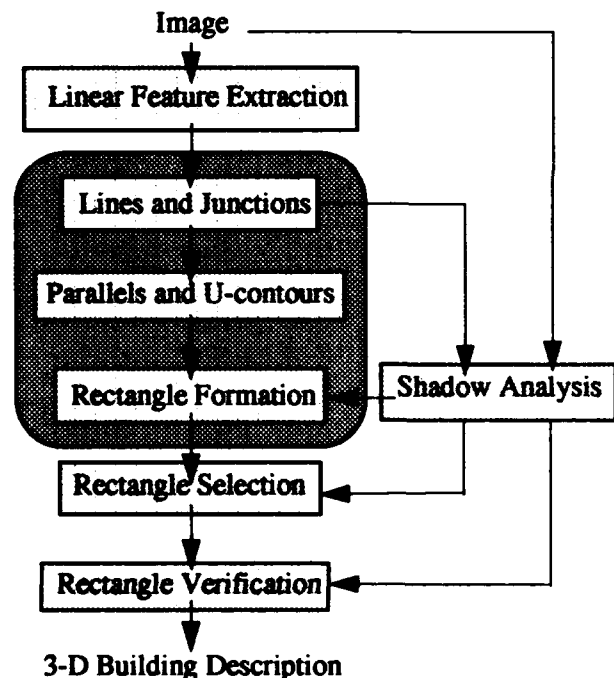 Image
Linear Feature Extraction
Lines and Junctions
Parallels and U-contours
Rectangle Formation
Shadow Analysis
Rectangle Selection
Rectangle Verification
3-D Building Description